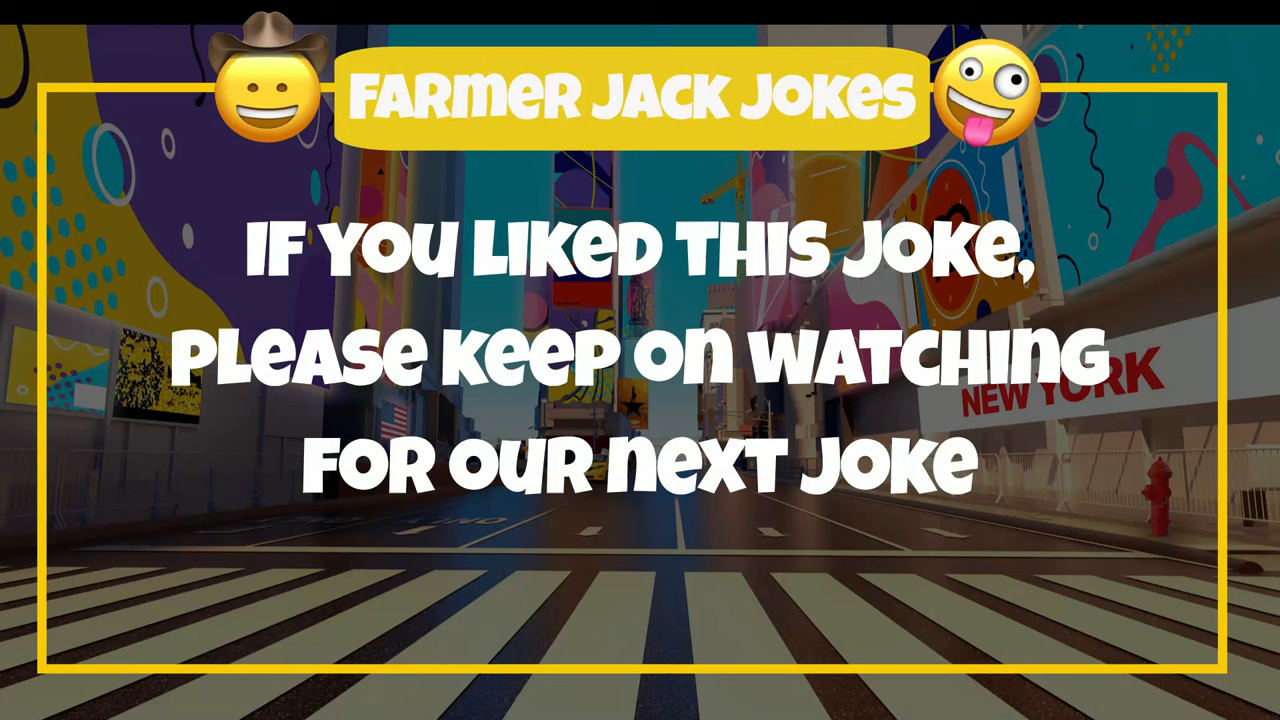 FARMER JACK JOKES
IF YOU LIKED THIS JOKE,
PLEASE KEEP ON WATCHING
FOR OUR NEXT JOKE
NEW YORK